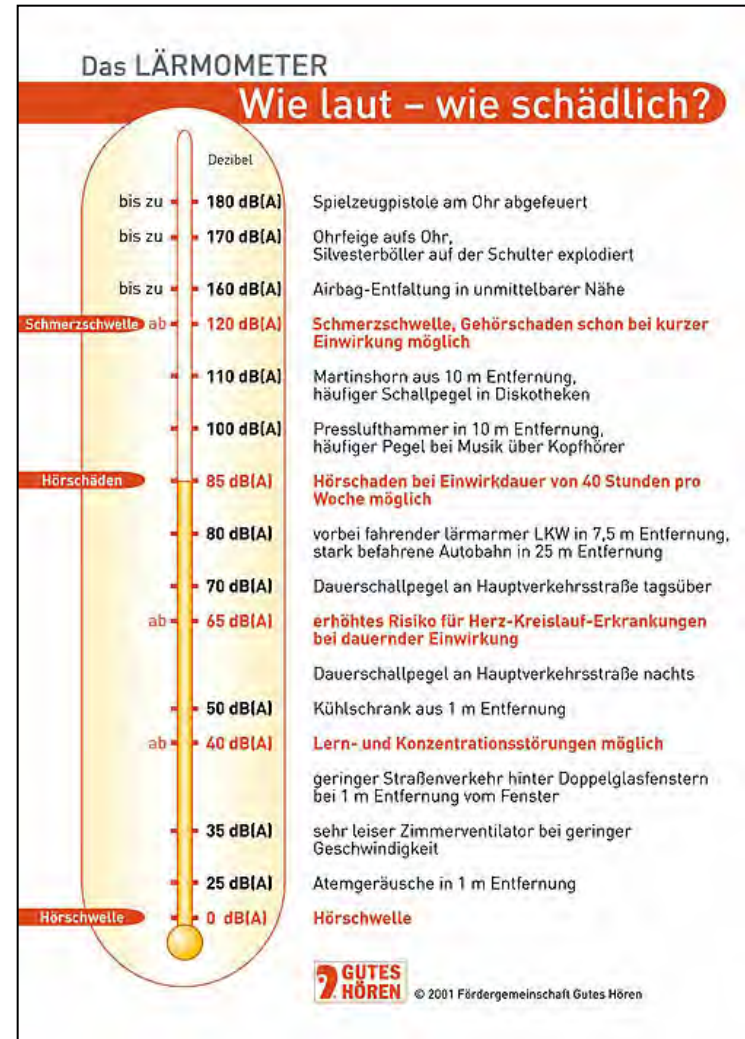 Das LÄRMOMETER
Wie laut – wie schädlich?
Dezibel
bis zu 180 dB(A) Spielzeugpistole am Ohr abgefeuert
bis zu 170 dB(A) Ohrfeige aufs Ohr,
Silvesterböller auf der Schulter explodiert
bis zu 160 dB(A) Airbag-Entfaltung in unmittelbarer Nähe
Schmerzschwelle ab 120 dB(A) Schmerzschwelle, Gehörschaden schon bei kurzer
Einwirkung möglich
110 dB(A) Martinshorn aus 10 m Entfernung,
häufiger Schallpegel in Diskotheken
100 dB(A) Presslufthammer in 10 m Entfernung,
häufiger Pegel bei Musik über Kopfhörer
Hörschäden 85 dB(A) Hörschaden bei Einwirkdauer von 40 Stunden pro
Woche möglich
80 dB(A) vorbei fahrender lärmarmer LKW in 7,5 m Entfernung,
stark befahrene Autobahn in 25 m Entfernung
70 dB(A) Dauerschallpegel an Hauptverkehrsstraße tagsüber
ab 65 dB(A) erhöhtes Risiko für Herz-Kreislauf-Erkrankungen
bei dauernder Einwirkung
Dauerschallpegel an Hauptverkehrsstraße nachts
50 dB(A) Kühlschrank aus 1 m Entfernung
ab 40 dB(A) Lern- und Konzentrationsstörungen möglich
geringer Straßenverkehr hinter Doppelglasfenstern
bei 1 m Entfernung vom Fenster
35 dB(A) sehr leiser Zimmerventilator bei geringer
Geschwindigkeit
25 dB(A) Atemgeräusche in 1 m Entfernung
Hörschwelle 0 dB(A) Hörschwelle
GUTES
HÖREN © 2001 Fördergemeinschaft Gutes Hören